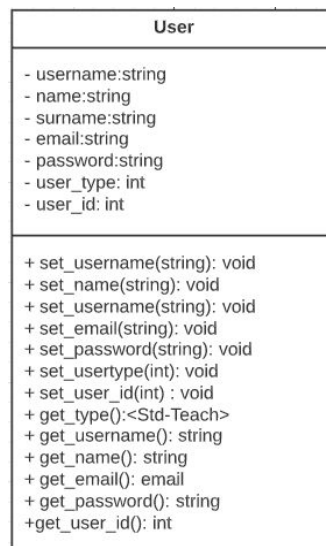 User
- username:string
- name:string
- surname:string
- email:string
- password:string
- user_type: int
- user_id: int
+ set_username(string): void
+ set_name(string): void
+ set_username(string): void
+ set_email(string): void
+ set_password(string): void
+ set_usertype(int): void
+ set_user_id(int) : void
+ get_type():<Std-Teach>
+ get_username(): string
+ get_name(): string
+ get_email(): email
+ get_password(): string
+get_user_id(): int